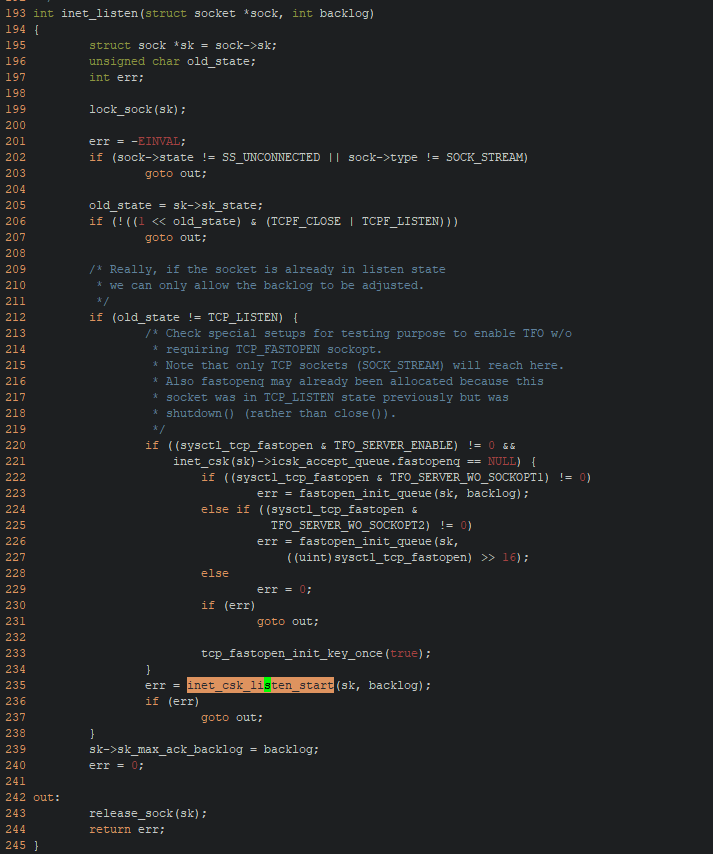 193 int inet_listen(struct socket *sock, int backlog)
194 {
195         struct sock *sk = sock->sk;
196         unsigned char old_state;
197         int err;
198
199         lock_sock(sk);
200
201         err = -EINVAL;
202         if (sock->state != SS_UNCONNECTED || sock->type != SOCK_STREAM)
203                 goto out;
204
205         old_state = sk->sk_state;
206         if (!((1 << old_state) & (TCPF_CLOSE | TCPF_LISTEN)))
207                 goto out;
208
209         /* Really, if the socket is already in listen state
210          * we can only allow the backlog to be adjusted.
211          */
212         if (old_state != TCP_LISTEN) {
213                 /* Check special setups for testing purpose to enable TFO w/o
214                  * requiring TCP_FASTOPEN sockopt.
215                  * Note that only TCP sockets (SOCK_STREAM) will reach here.
216                  * Also fastopenq may already been allocated because this
217                  * socket was in TCP_LISTEN state previously but was
218                  * shutdown() (rather than close()).
219                  */
220                 if ((sysctl_tcp_fastopen & TFO_SERVER_ENABLE) != 0 &&
221                     inet_csk(sk)->icsk_accept_queue.fastopenq == NULL) {
222                         if ((sysctl_tcp_fastopen & TFO_SERVER_WO_SOCKOPT1) != 0)
223                                 err = fastopen_init_queue(sk, backlog);
224                         else if ((sysctl_tcp_fastopen &
225                                   TFO_SERVER_WO_SOCKOPT2) != 0)
226                                 err = fastopen_init_queue(sk,
227                                     ((uint)sysctl_tcp_fastopen) >> 16);
228                         else
229                                 err = 0;
230                         if (err)
231                                 goto out;
232
233                         tcp_fastopen_init_key_once(true);
234                 }
235                 err = inet_csk_listen_start(sk, backlog);
236                 if (err)
237                         goto out;
238         }
239         sk->sk_max_ack_backlog = backlog;
240         err = 0;
241
242 out:
243         release_sock(sk);
244         return err;
245 }